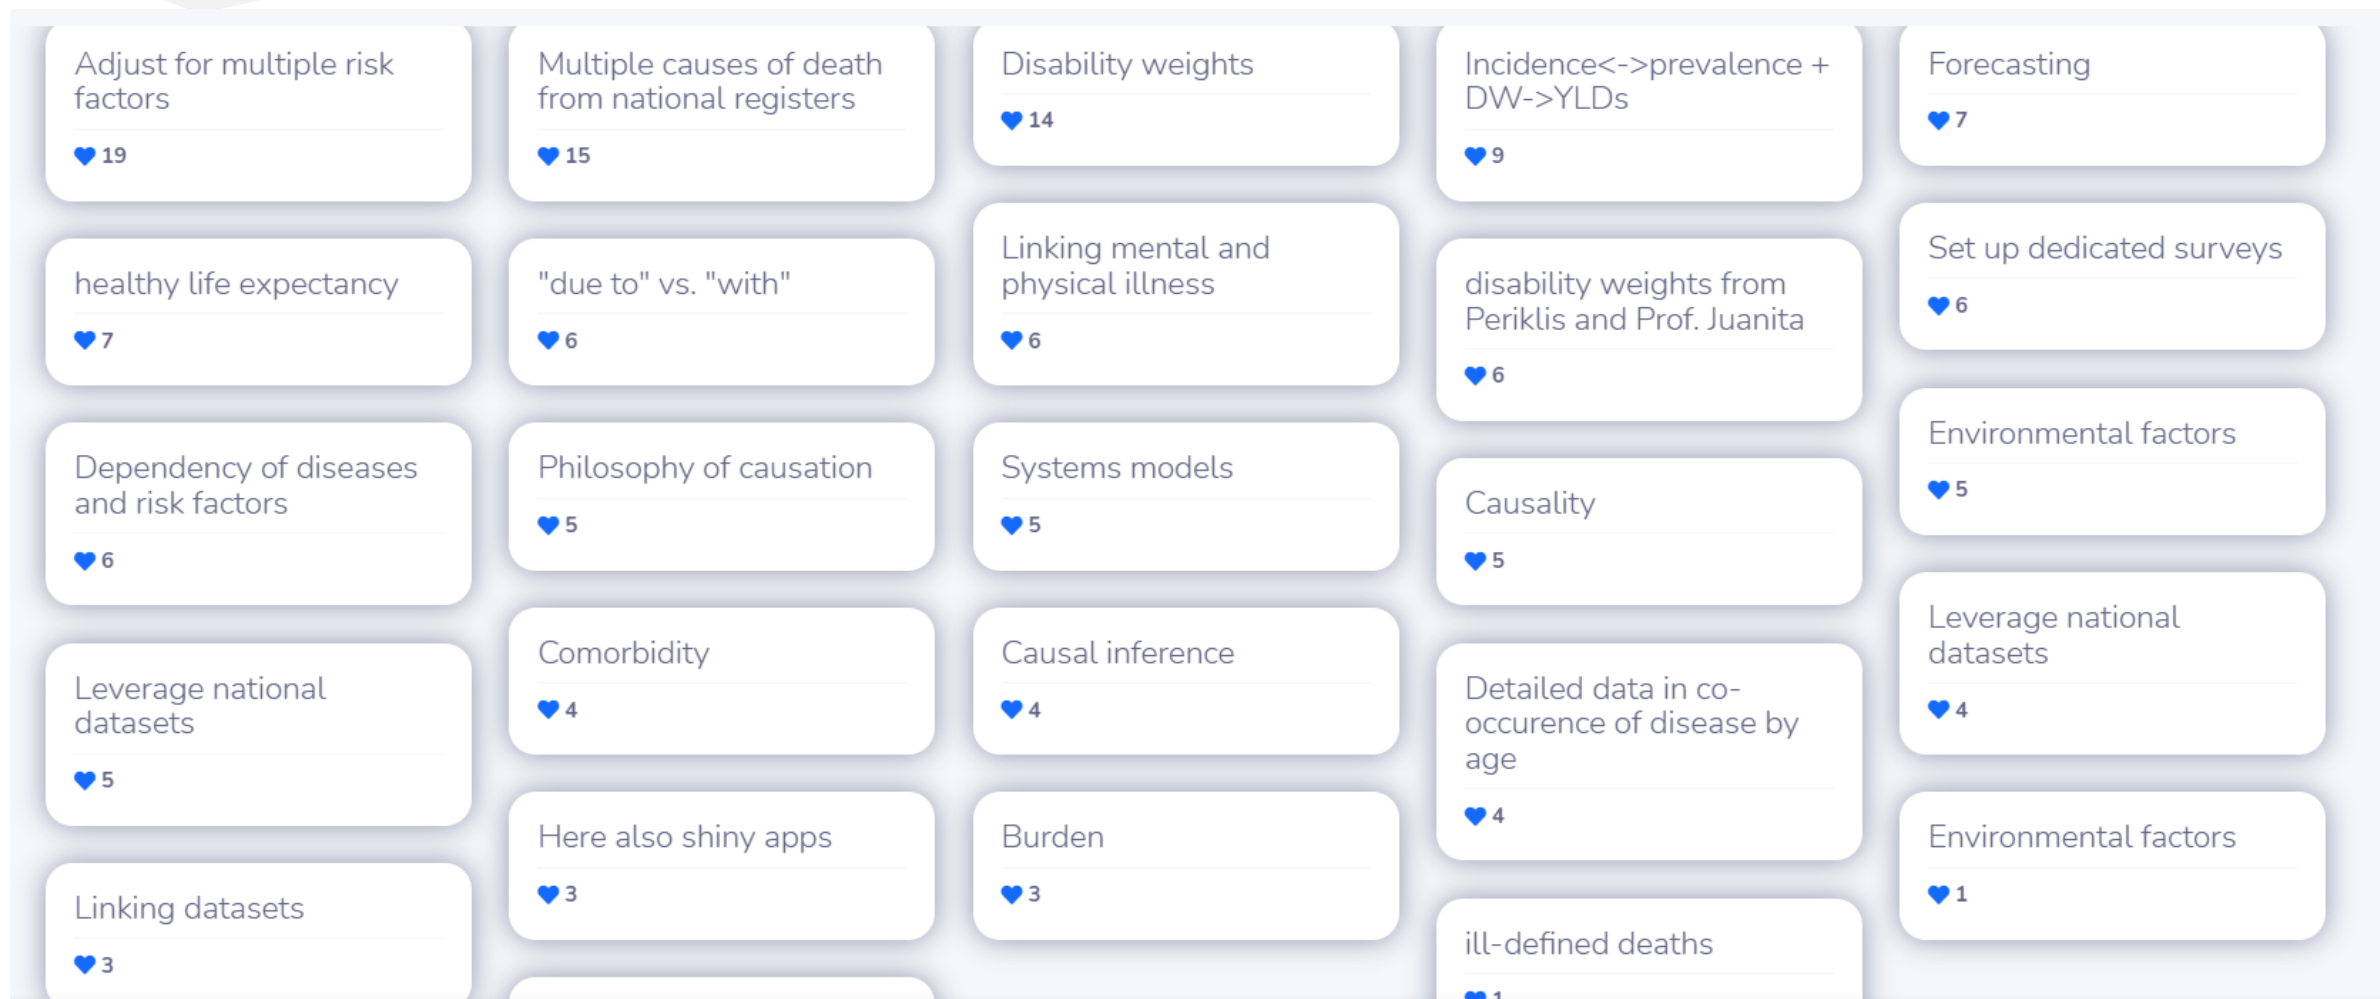 Adjust for multiple risk
factors
19
healthy life expectancy
7
Dependency of diseases
and risk factors
6
Leverage national
datasets
5
Linking datasets
3
Multiple causes of death
from national registers
15
"due to" vs. "with"
6
Philosophy of causation
5
Comorbidity
4
Here also shiny apps
3
Disability weights
14
Linking mental and
physical illness
6
Systems models
5
Causal inference
4
Burden
3
Incidence<->prevalence +
DW->YLDs
9
disability weights from
Periklis and Prof. Juanita
6
Causality
5
Detailed data in co-
occurence of disease by
age
4
ill-defined deaths
1
Forecasting
7
Set up dedicated surveys
6
Environmental factors
5
Leverage national
datasets
4
Environmental factors
1